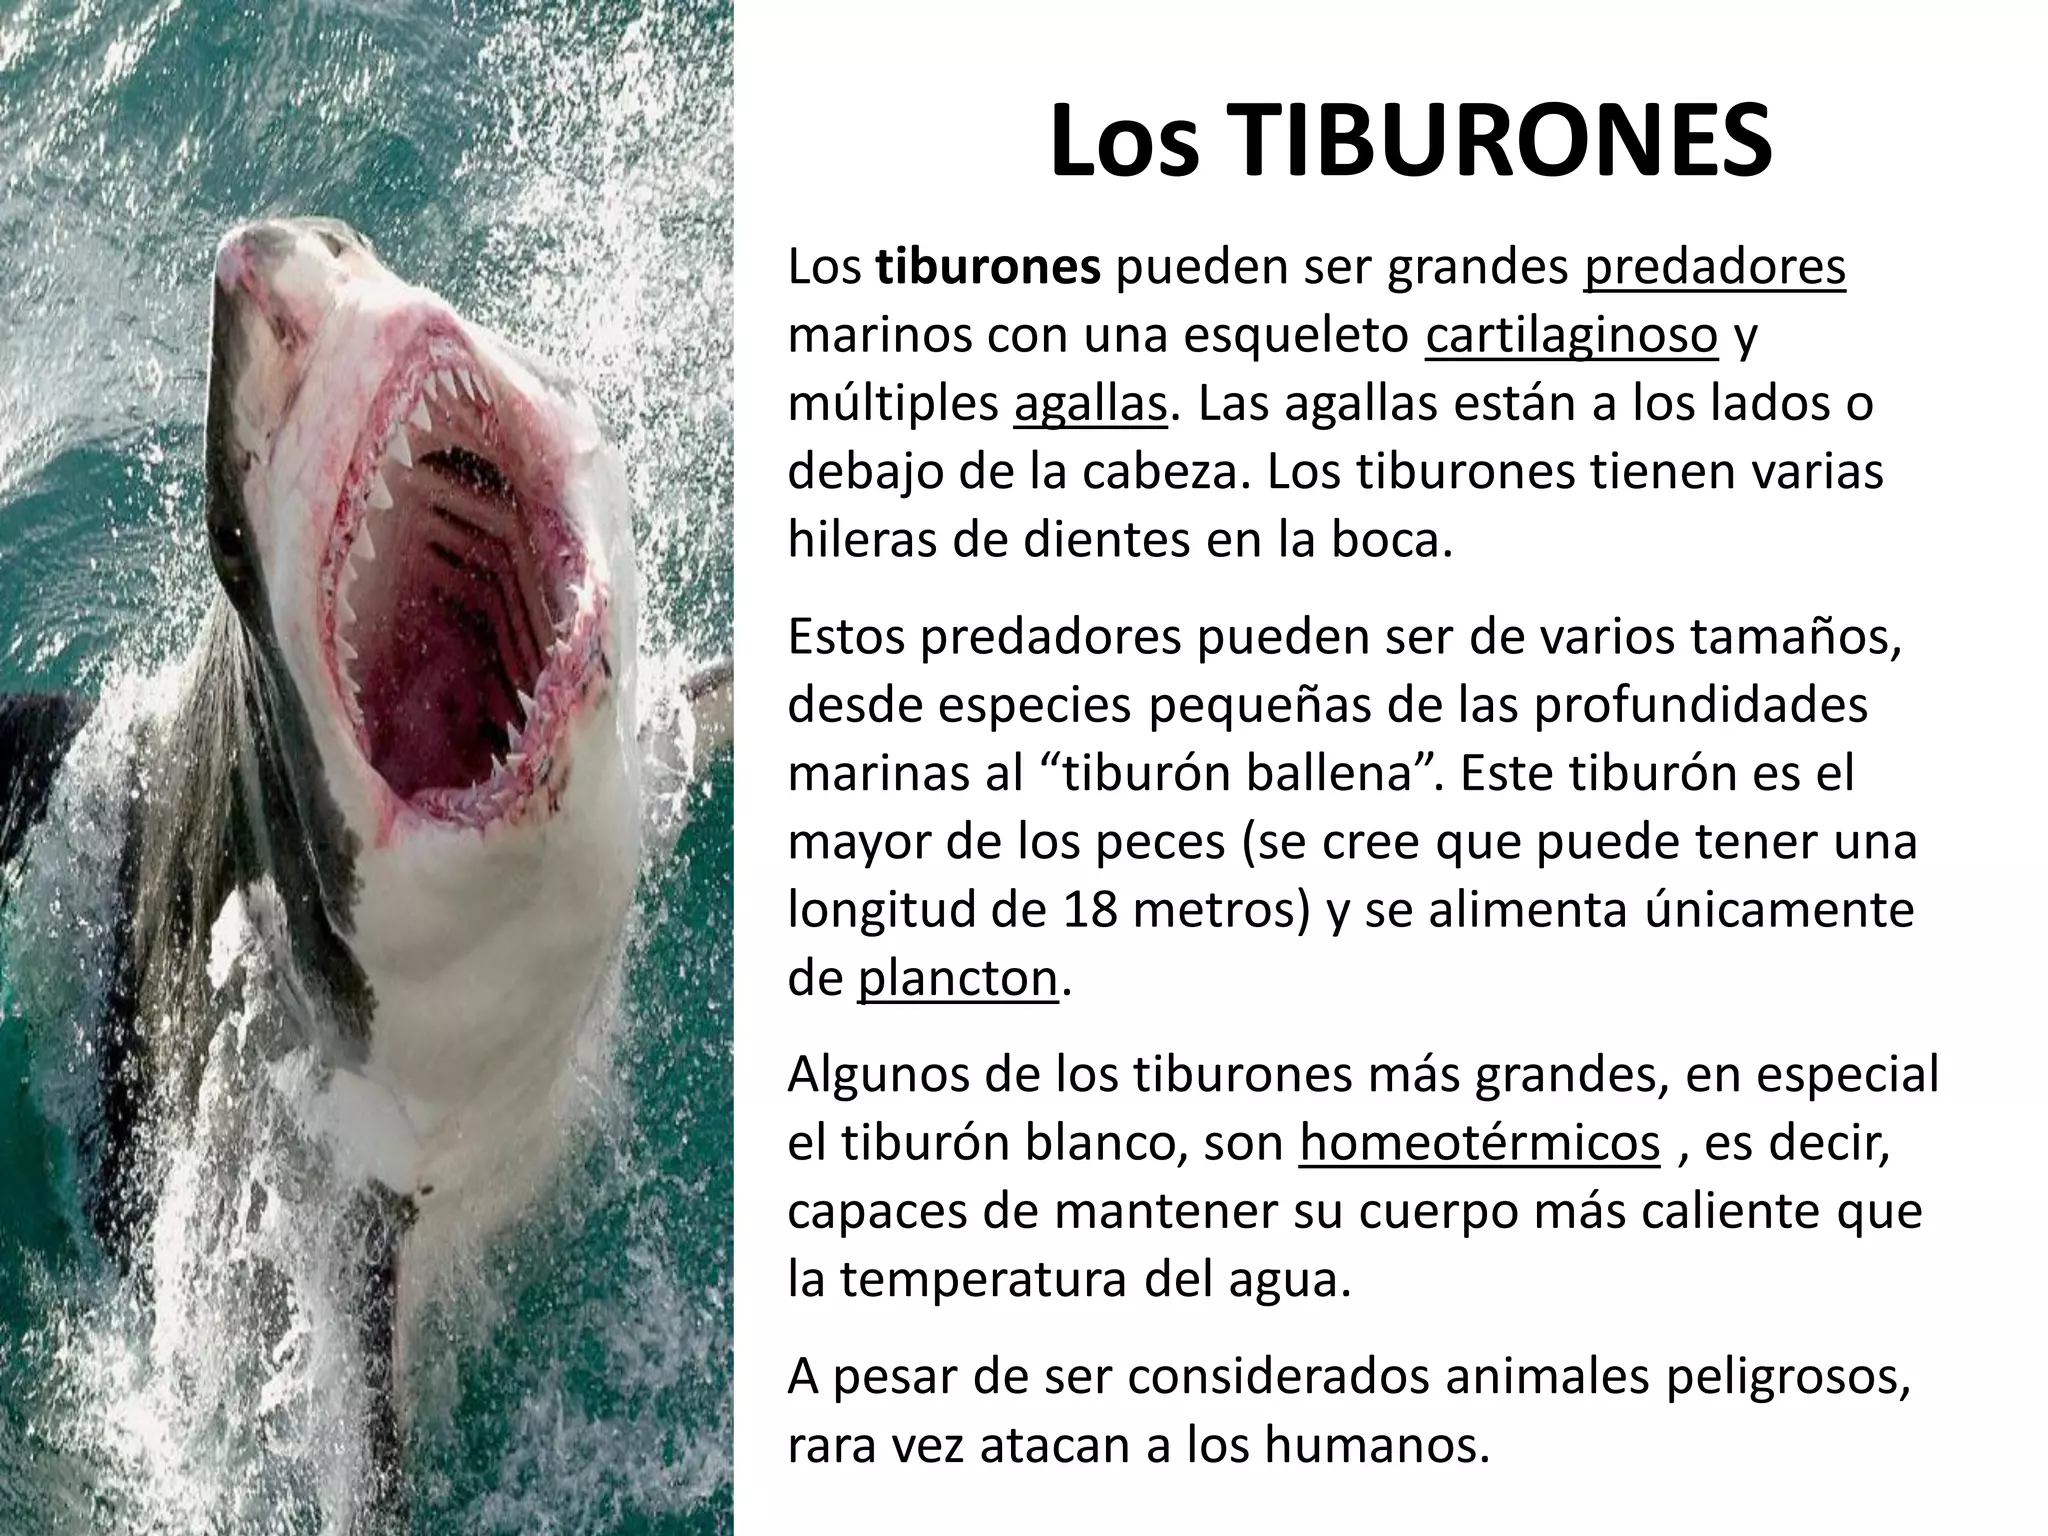 Los TIBURONES
Los tiburones pueden ser grandes predadores
marinos con una esqueleto cartilaginoso y
múltiples agallas. Las agallas están a los lados o
debajo de la cabeza. Los tiburones tienen varias
hileras de dientes en la boca.
Estos predadores pueden ser de varios tamaños,
desde especies pequeñas de las profundidades
marinas al “tiburón ballena”. Este tiburón es el
mayor de los peces (se cree que puede tener una
longitud de 18 metros) y se alimenta únicamente
de plancton.
Algunos de los tiburones más grandes, en especial
el tiburón blanco, son homeotérmicos , es decir,
capaces de mantener su cuerpo más caliente que
la temperatura del agua.
A pesar de ser considerados animales peligrosos,
rara vez atacan a los humanos.